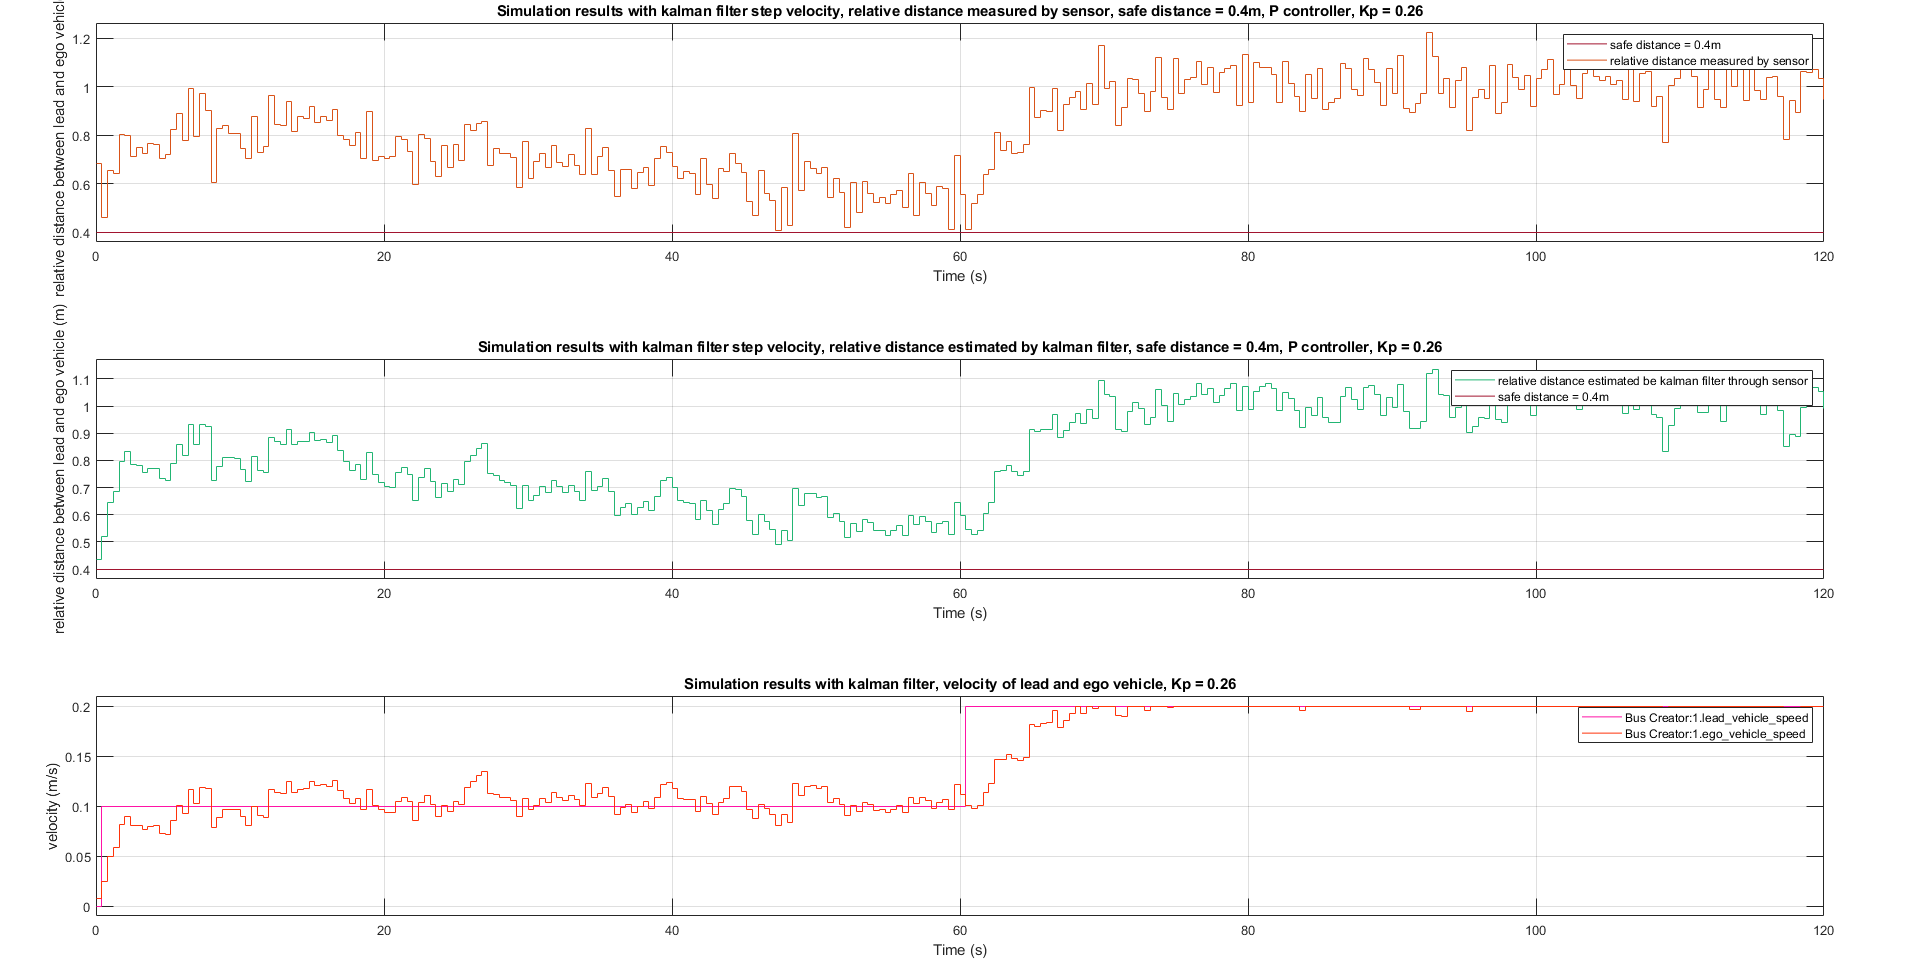 Simulation results with kalman filter step velocity, relative distance measured by sensor, safe distance = 0.4m, P controller, Kp = 0.26
relative distance between lead and ego vehicl
1.2
1
0.8
0.6
0.4
safe distance = 0.4m
relative distance measured by sensor
0 20 40 60 80 100 120
Time (s)
Simulation results with kalman filter step velocity, relative distance estimated by kalman filter, safe distance = 0.4m, P controller, Kp = 0.26
relative distance between lead and ego vehicle (m)
1.1
1
0.9
0.8
0.7
0.6
0.5
0.4
relative distance estimated be kalman filter through sensor
safe distance = 0.4m
0 20 40 60 80 100 120
Time (s)
Simulation results with kalman filter, velocity of lead and ego vehicle, Kp = 0.26
velocity (m/s)
0.2
0.15
0.1
0.05
0
Bus Creator:1.lead_vehicle_speed
Bus Creator:1.ego_vehicle_speed
0 20 40 60 80 100 120
Time (s)